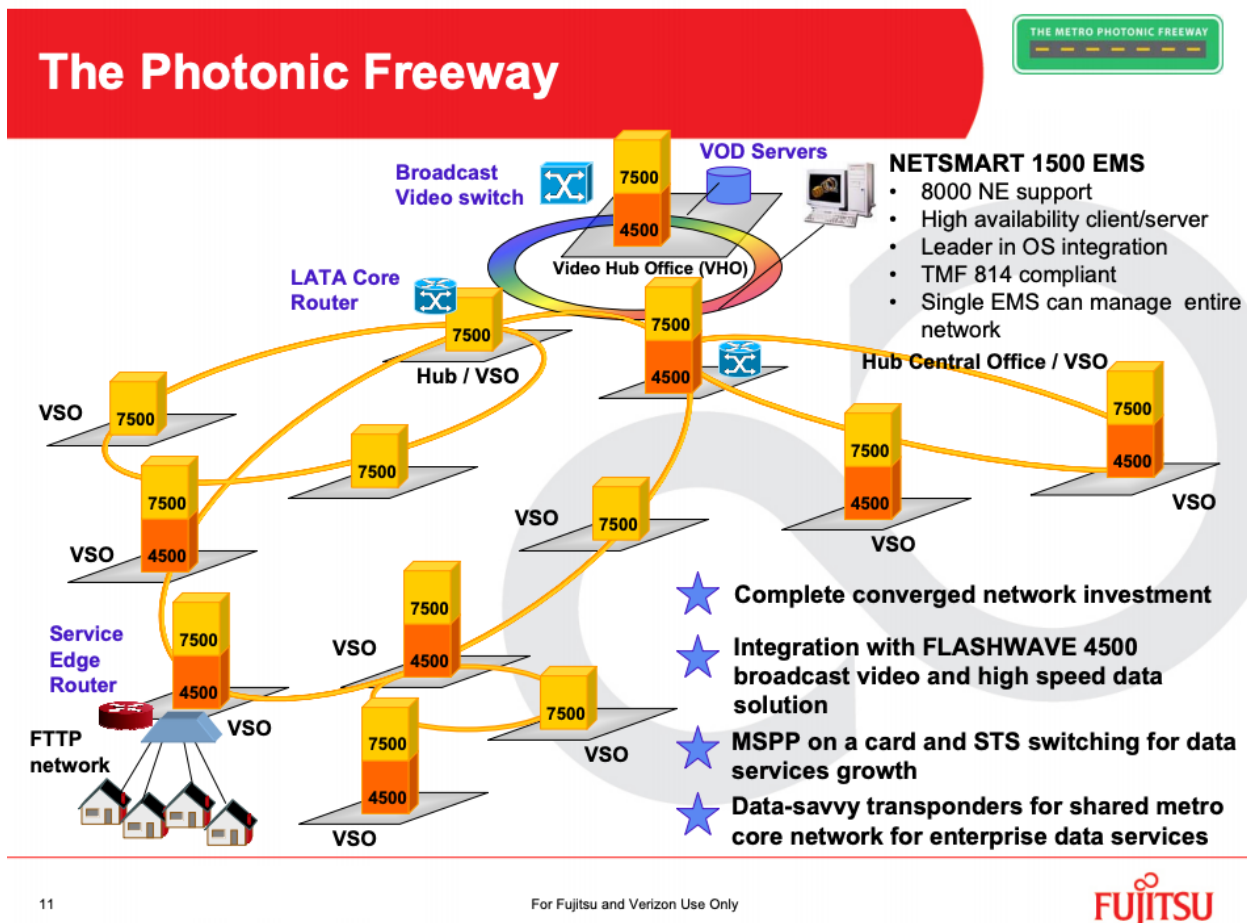 The Photonic Freeway
THE METRO PHOTONIC FREEWAY
Broadcast
Video switch
7500
4500
VOD Servers
Video Hub Office (VHO)
NETSMART 1500 EMS
• 8000 NE support
• High availability client/server
• Leader in OS integration
• TMF 814 compliant
• Single EMS can manage entire
network
LATA Core
Router
7500
Hub / VSO
7500
4500
Hub Central Office / VSO
VSO
7500
7500
7500
4500
VSO
7500
4500
VSO
7500
4500
VSO
VSO
7500
Service
Edge
Router
7500
4500
VSO
FTTP
network
VSO
7500
4500
7500
VSO
7500
4500
VSO
Complete converged network investment
Integration with FLASHWAVE 4500
broadcast video and high speed data
solution
MSPP on a card and STS switching for data
services growth
Data-savvy transponders for shared metro
core network for enterprise data services
11
For Fujitsu and Verizon Use Only
FUJITSU